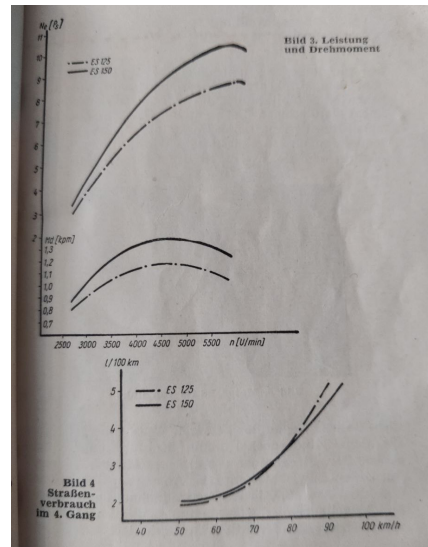 Ne [PS]
11
10
9
8
7
6
5
4
3
2
ES 125
ES 150
Bild 3. Leistung
und Drehmoment
Md [kpm]
1,3
1,2
1,1
1,0
0,9
0,8
0,7
2500 3000 3500 4000 4500 5000 5500 n [U/min]
l/100 km
5
4
3
2
ES 125
ES 150
Bild 4
Straßen-
verbrauch
im 4. Gang
40 50 60 70 80 90 100 km/h